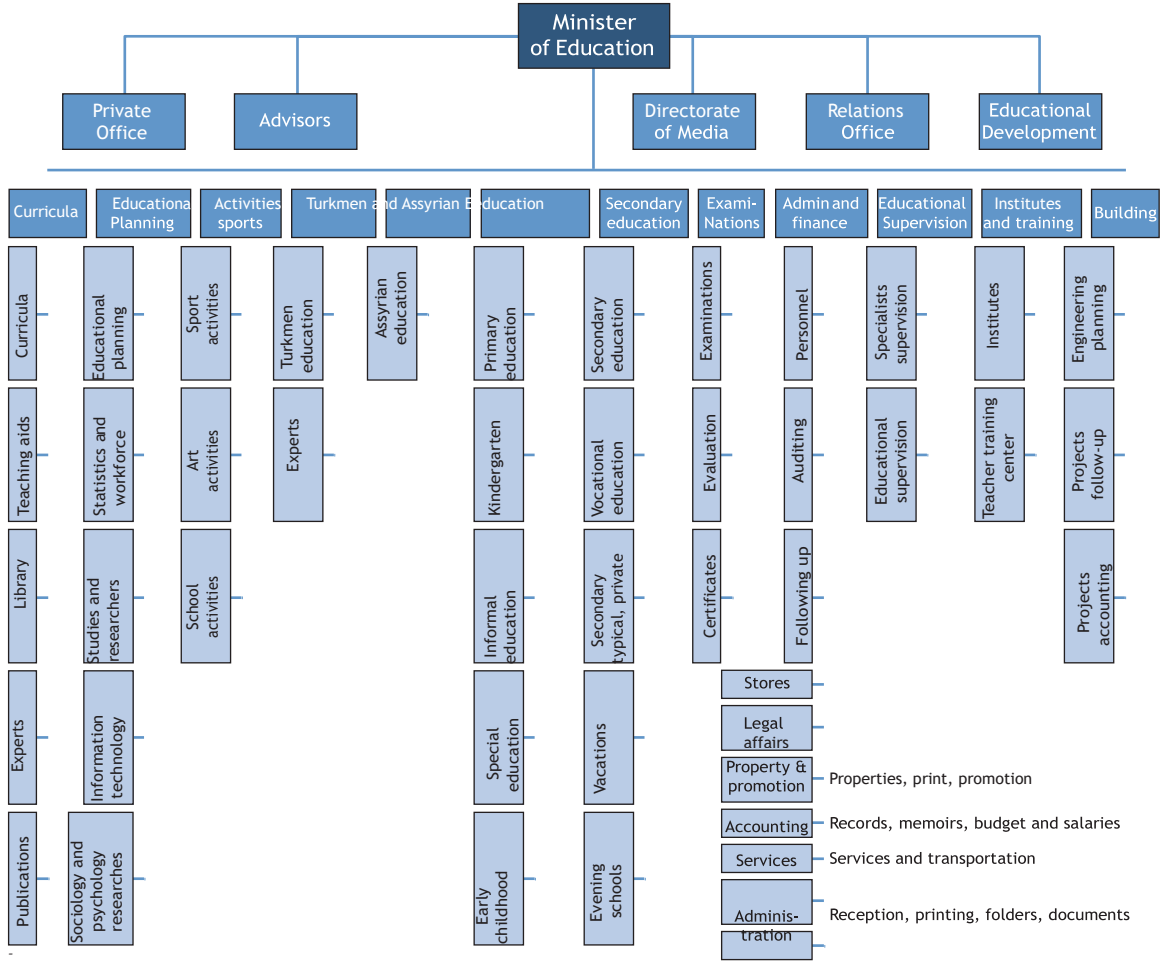 Minister
of Education
Private
Office
Advisors
Directorate
of Media
Relations
Office
Educational
Development
Curricula
Educationa
Planning
Activities
sports
Turkmen and Assyrian Eeducation
Secondary
education
Exami-
Nations
Admin and
finance
Educational
Supervision
Institutes
and training
Building
Curricula
Educational
planning
Sport
activities
Turkmen
education
Assyrian
education
Primary
education
Secondary
education
Examinations
Personnel
Specialists
supervision
Institutes
Engineering
planning
Teaching aids
Statistics and
workforce
Art
activities
Experts
Kindergarten
Vocational
education
Evaluation
Auditing
Educational
supervision
Teacher training
center
Projects
follow-up
Library
Studies and
researchers
School
activities
Informal
education
Secondary
typical, private
Certificates
Following up
Projects
accounting
Experts
Information
technology
Special
education
Vacations
Stores
Legal
affairs
Property &
promotion
Properties, print, promotion
Publications
Sociology and
psychology
researches
Early
childhood
Evening
schools
Accounting
Records, memoirs, budget and salaries
Services
Services and transportation
Adminis-
tration
Reception, printing, folders, documents